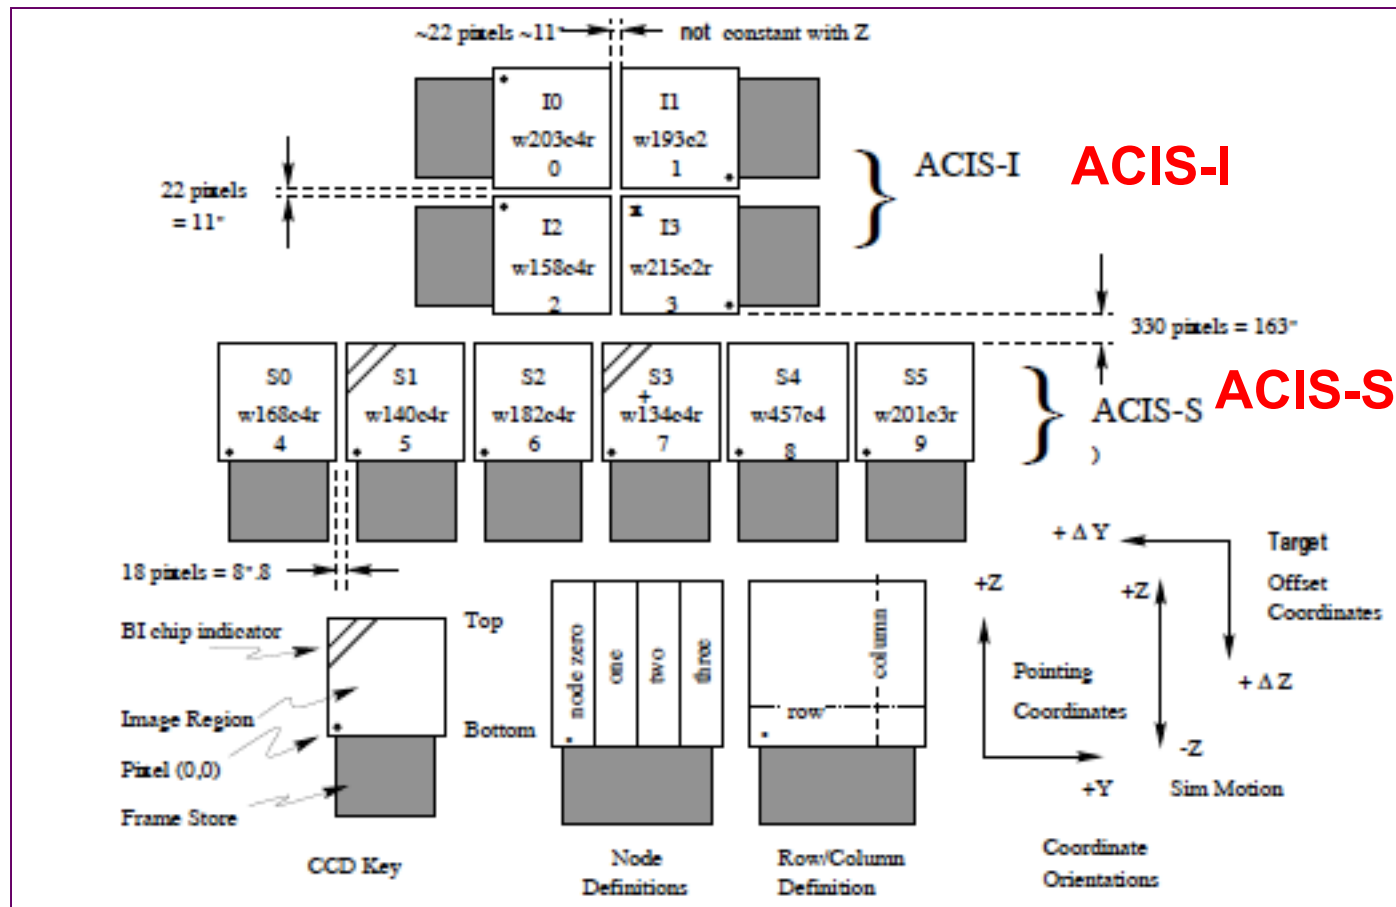 ~22 pixels ~11" not constant with Z
I0
w203c4r
0
I1
w193c2
1
ACIS-I
ACIS-I
22 pixels
= 11"
I2
w158c4r
2
x
I3
w215c2r
3
330 pixels = 163"
S0
w168c4r
4
S1
w140c4r
5
S2
w182c4r
6
S3
+
w134c4r
7
S4
w457c4
8
S5
w201c3r
9
ACIS-S
ACIS-S
)
18 pixels = 8".8
BI chip indicator
Image Region
Pixel (0,0)
Frame Store
Top
Bottom
CCD Key
node zero
one
two
three
Node
Definitions
row
column
Row/Column
Definition
+ Δ Y
Target
Offset
Coordinates
+ Δ Z
+Z
Pointing
Coordinates
+Y
+Z
-Z
Sim Motion
Coordinate
Orientations